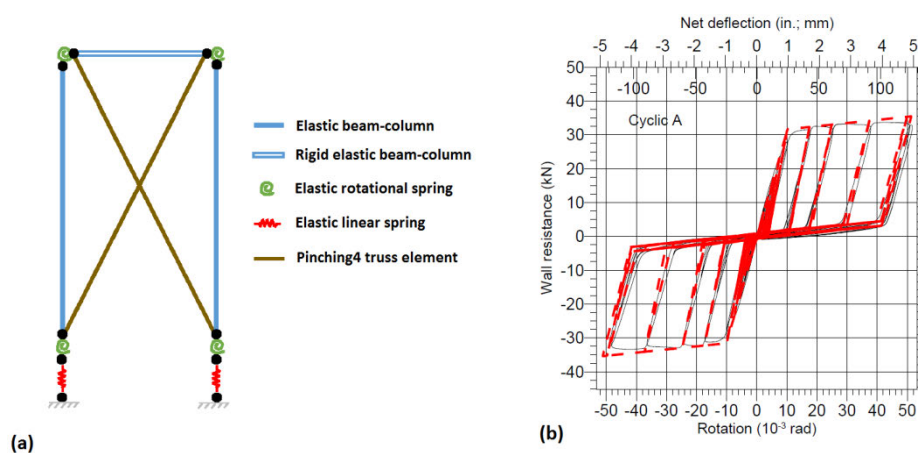 Elastic beam-column
Rigid elastic beam-column
Elastic rotational spring
Elastic linear spring
Pinching4 truss element
(a)
Net deflection (in.; mm)
-5 -4 -3 -2 -1 0 1 2 3 4 5
-100 -50 0 50 100
Cyclic A
Wall resistance (kN)
50
40
30
20
10
0
-10
-20
-30
-40
-50 -40 -30 -20 -10 0 10 20 30 40 50
Rotation (10⁻³ rad)
(b)